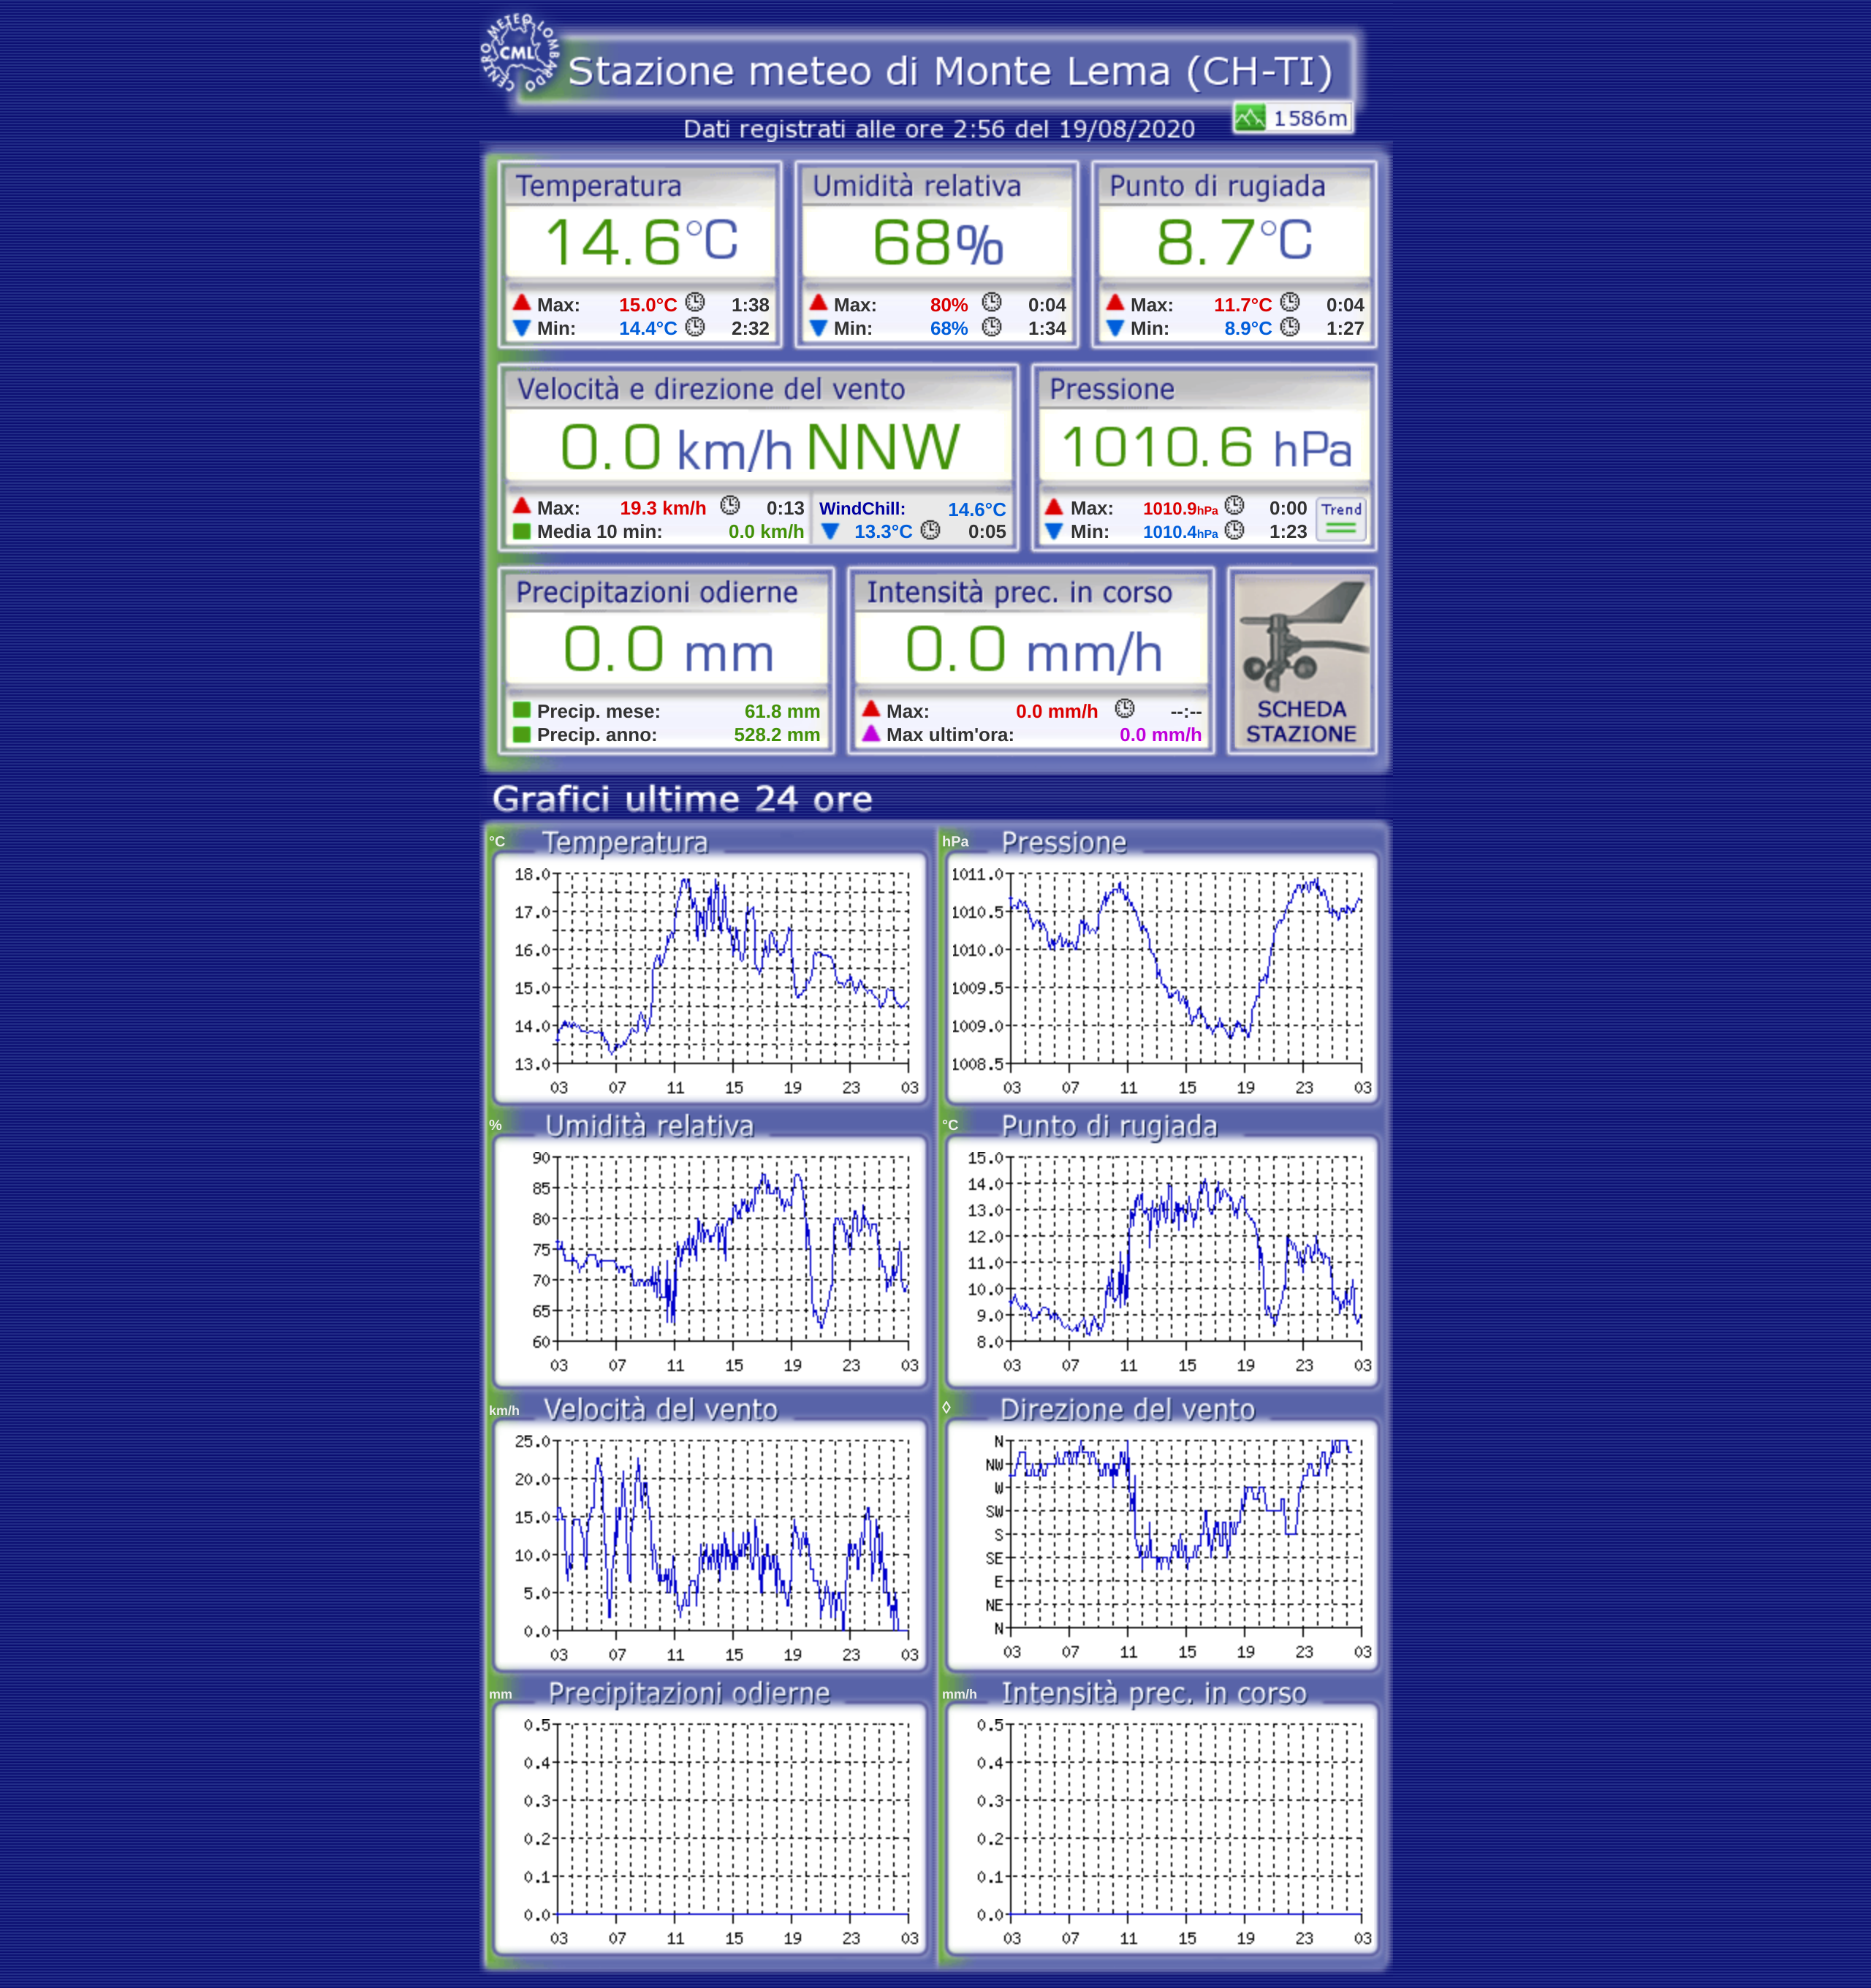 CENTRO METEO LOMBARDO
CML
Stazione meteo di Monte Lema (CH-TI)
1586m
Dati registrati alle ore 2:56 del 19/08/2020
Temperatura Umidità relativa Punto di rugiada
14.6°C 68% 8.7°C
Max: 15.0°C 1:38 Max: 80% 0:04 Max: 11.7°C 0:04
Min: 14.4°C 2:32 Min: 68% 1:34 Min: 8.9°C 1:27
Velocità e direzione del vento Pressione
0.0 km/h NNW 1010.6 hPa
Max: 19.3 km/h 0:13 WindChill: 14.6°C Max: 1010.9hPa 0:00 Trend
Media 10 min: 0.0 km/h 13.3°C 0:05 Min: 1010.4hPa 1:23
Precipitazioni odierne Intensità prec. in corso
0.0 mm 0.0 mm/h
Precip. mese: 61.8 mm Max: 0.0 mm/h --:-- SCHEDA
Precip. anno: 528.2 mm Max ultim'ora: 0.0 mm/h STAZIONE
Grafici ultime 24 ore
°C Temperatura
18.0
17.0
16.0
15.0
14.0
13.0
03 07 11 15 19 23 03
hPa Pressione
1011.0
1010.5
1010.0
1009.5
1009.0
1008.5
03 07 11 15 19 23 03
% Umidità relativa
90
85
80
75
70
65
60
03 07 11 15 19 23 03
°C Punto di rugiada
15.0
14.0
13.0
12.0
11.0
10.0
9.0
8.0
03 07 11 15 19 23 03
km/h Velocità del vento
25.0
20.0
15.0
10.0
5.0
0.0
03 07 11 15 19 23 03
◊ Direzione del vento
N
NW
W
SW
S
SE
E
NE
N
03 07 11 15 19 23 03
mm Precipitazioni odierne
0.5
0.4
0.3
0.2
0.1
0.0
03 07 11 15 19 23 03
mm/h Intensità prec. in corso
0.5
0.4
0.3
0.2
0.1
0.0
03 07 11 15 19 23 03